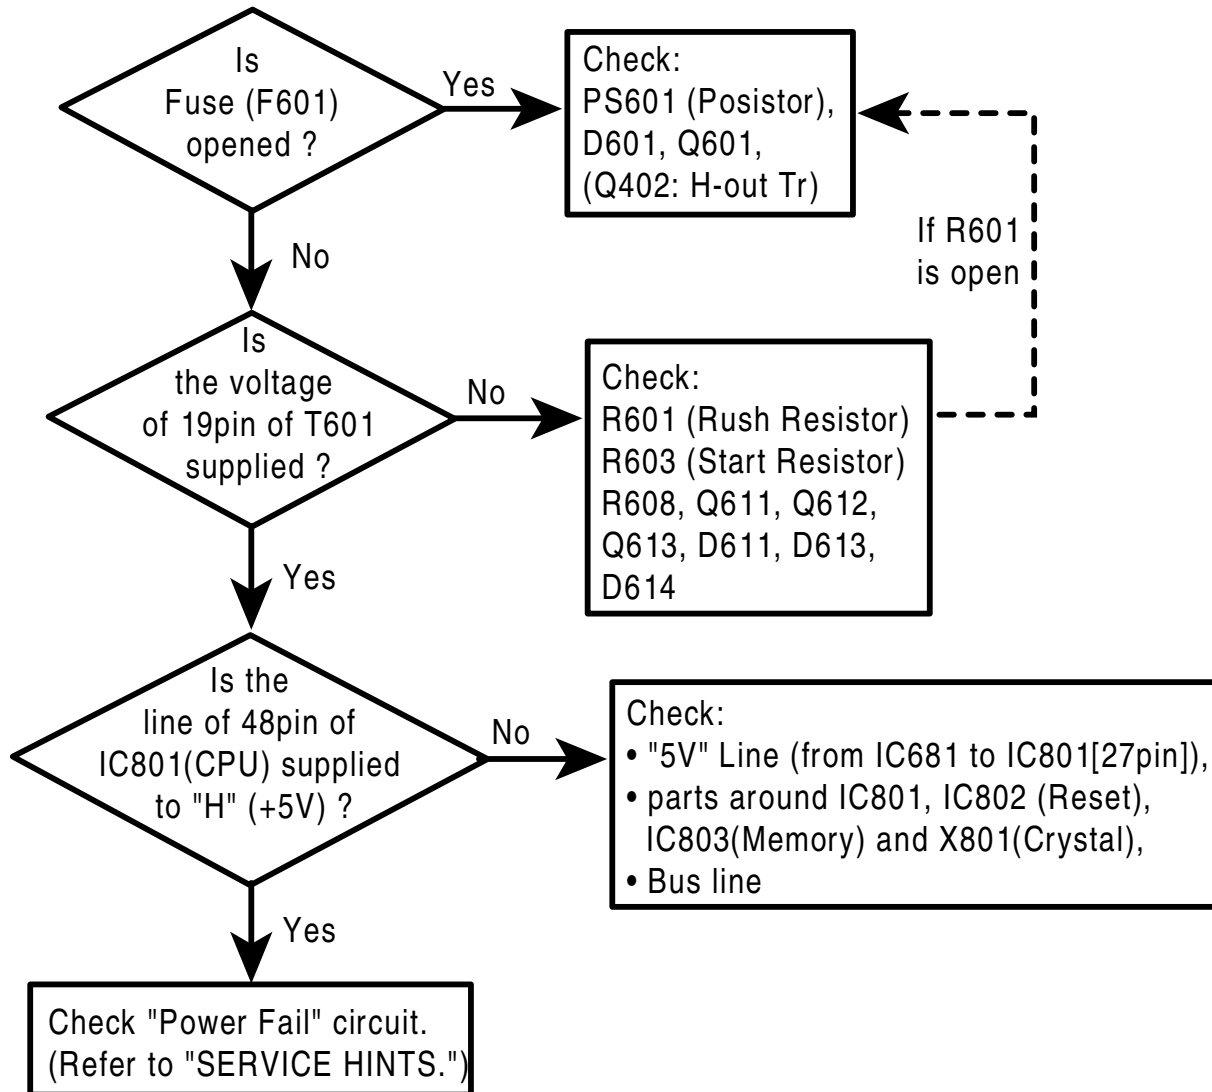 Is
Fuse (F601)
opened ?
Yes
Check:
PS601 (Posistor),
D601, Q601,
(Q402: H-out Tr)
If R601
is open
No
Is
the voltage
of 19pin of T601
supplied ?
No
Check:
R601 (Rush Resistor)
R603 (Start Resistor)
R608, Q611, Q612,
Q613, D611, D613,
D614
Yes
Is the
line of 48pin of
IC801(CPU) supplied
to "H" (+5V) ?
No
Check:
• "5V" Line (from IC681 to IC801[27pin]),
• parts around IC801, IC802 (Reset),
IC803(Memory) and X801(Crystal),
• Bus line
Yes
Check "Power Fail" circuit.
(Refer to "SERVICE HINTS.")